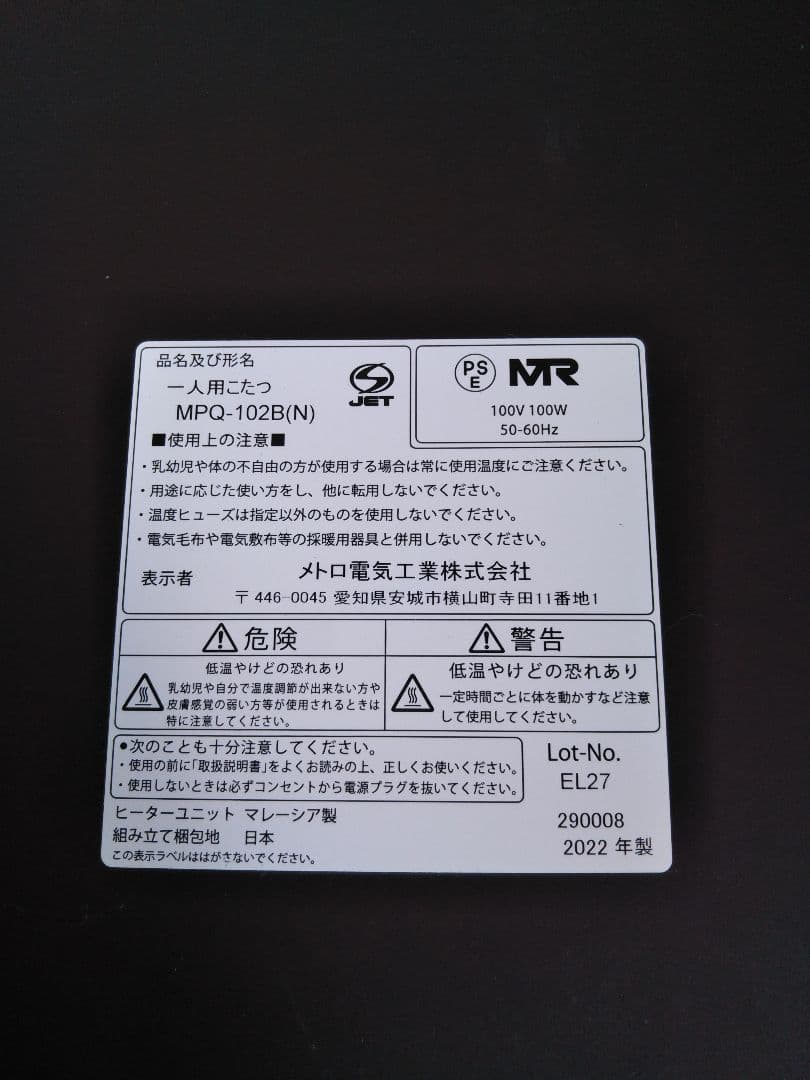 品名及び形名
一人用こたつ
MPQ-102B(N)
JET
PS
E
MTR
100V 100W
50-60Hz
■使用上の注意■
・乳幼児や体の不自由の方が使用する場合は常に使用温度にご注意ください。
・用途に応じた使い方をし、他に転用しないでください。
・温度ヒューズは指定以外のものを使用しないでください。
・電気毛布や電気敷布等の採暖用器具と併用しないでください。
表示者 メトロ電気工業株式会社
〒446-0045 愛知県安城市横山町寺田11番地1
危険
低温やけどの恐れあり
乳幼児や自分で温度調節が出来ない方や
皮膚感覚の弱い方等が使用されるときは
特に注意してください。
警告
低温やけどの恐れあり
一定時間ごとに体を動かすなど注意
して使用してください。
●次のことも十分注意してください。
・使用の前に「取扱説明書」をよくお読みの上、正しくお使いください。
・使用しないときは必ずコンセントから電源プラグを抜いてください。
Lot-No.
EL27
290008
2022 年製
ヒーターユニット マレーシア製
組み立て梱包地 日本
この表示ラベルははがさないでください。